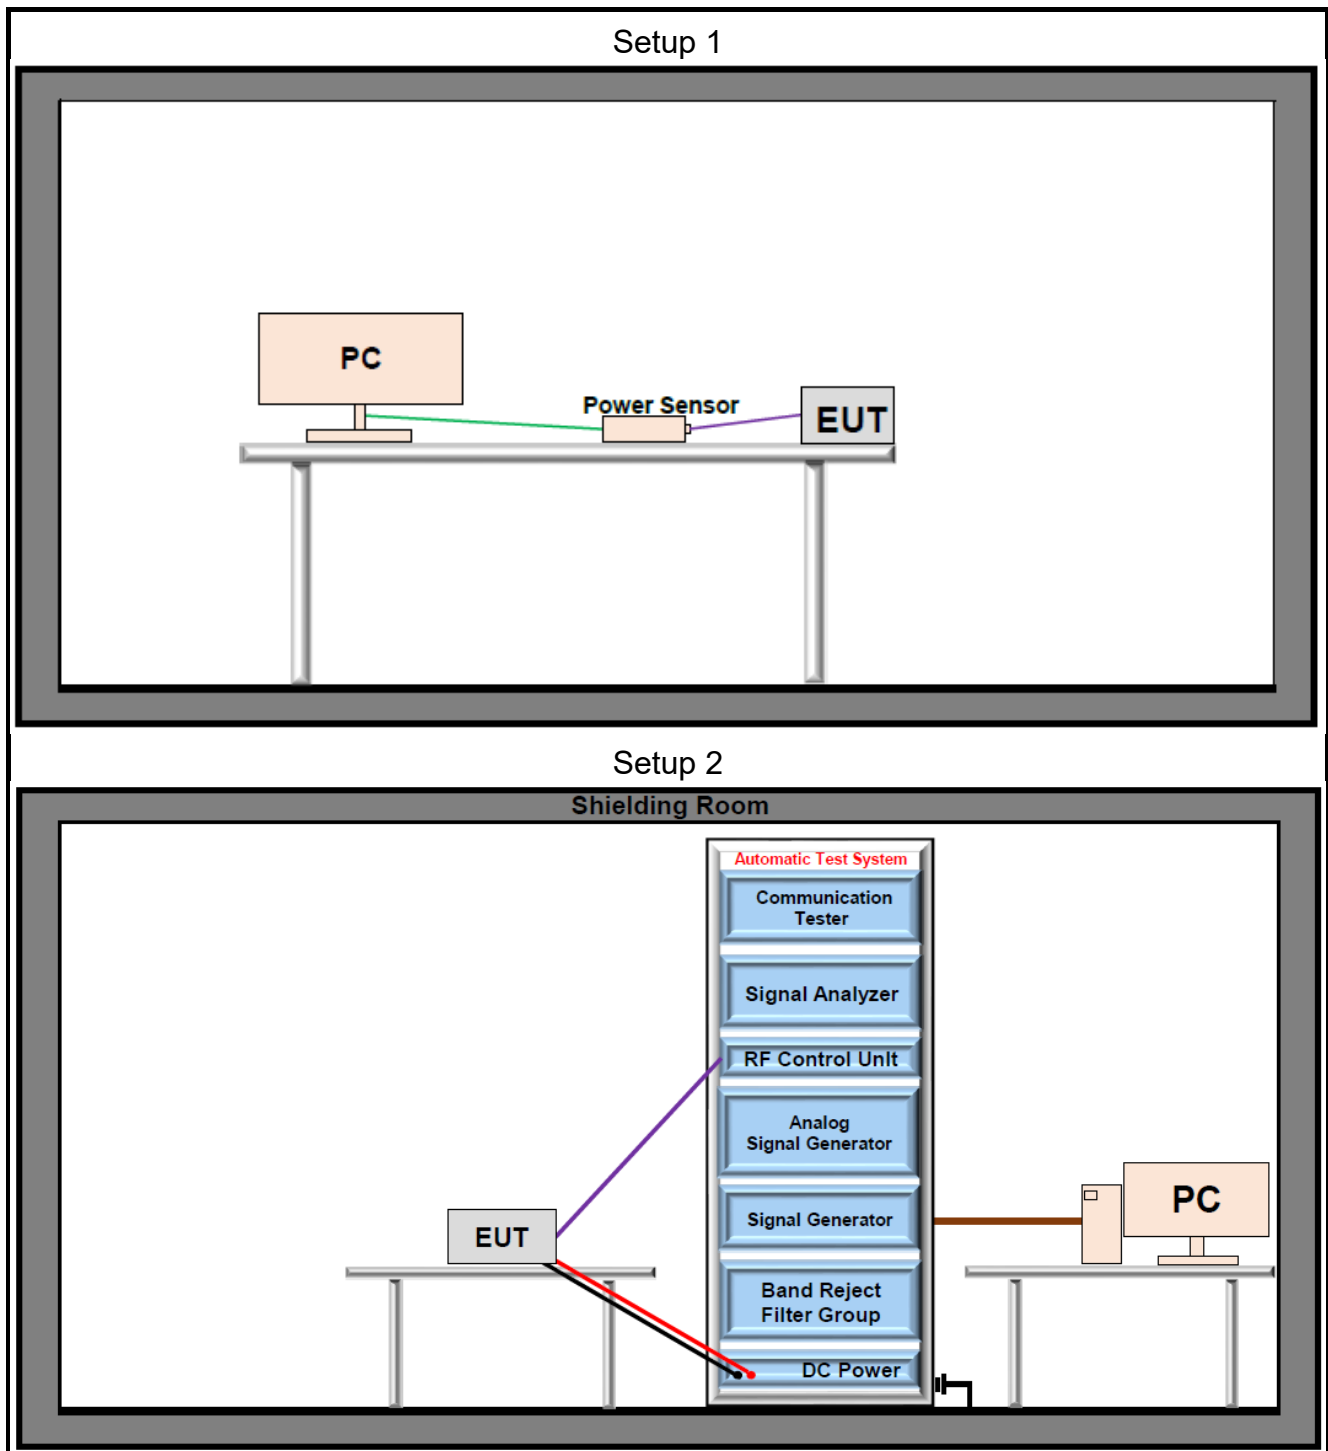 Setup 1
PC
Power Sensor
EUT
Setup 2
Shielding Room
Automatic Test System
Communication
Tester
Signal Analyzer
RF Control UnIt
Analog
Signal Generator
Signal Generator
Band Reject
Filter Group
DC Power
EUT
PC